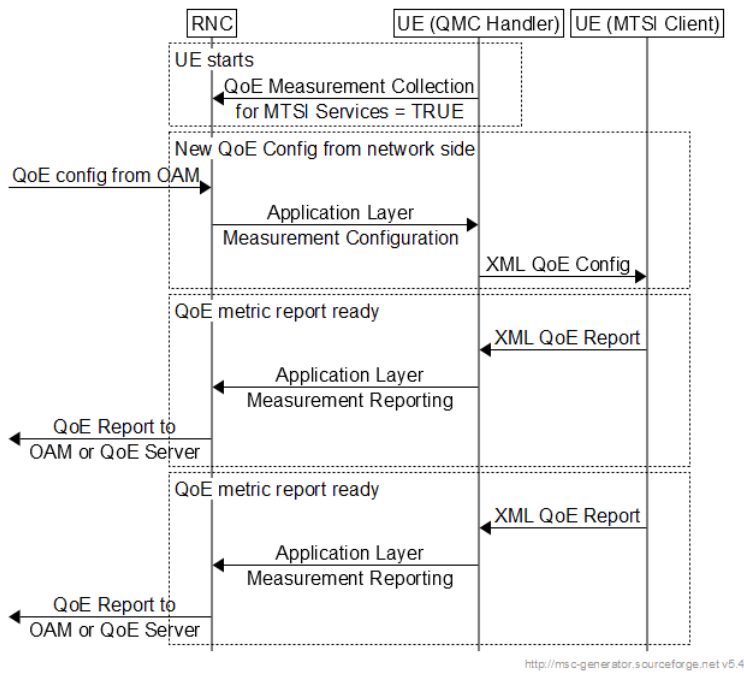 RNC
UE (QMC Handler)
UE (MTSI Client)
UE starts
QoE Measurement Collection
for MTSI Services = TRUE
New QoE Config from network side
QoE config from OAM
Application Layer
Measurement Configuration
XML QoE Config
QoE metric report ready
XML QoE Report
Application Layer
Measurement Reporting
QoE Report to
OAM or QoE Server
QoE metric report ready
XML QoE Report
Application Layer
Measurement Reporting
QoE Report to
OAM or QoE Server
http://msc-generator.sourceforge.net v5.4